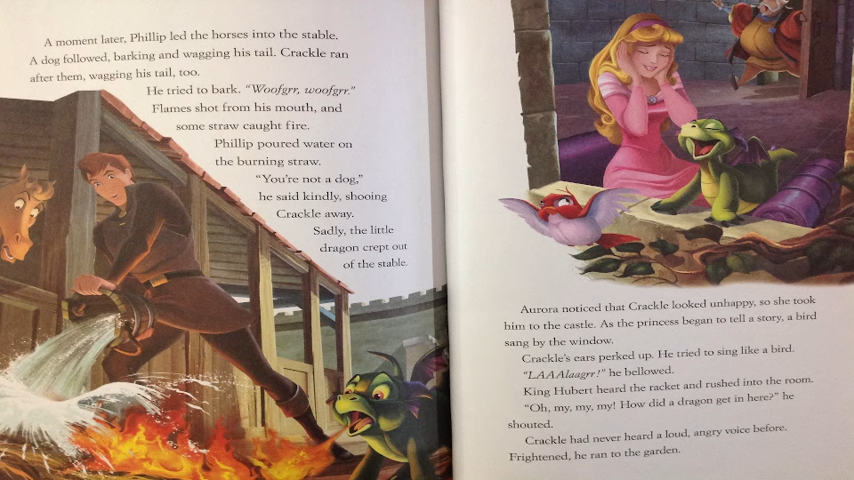 A moment later, Phillip led the horses into the stable.
A dog followed, barking and wagging his tail. Crackle ran
after them, wagging his tail, too.
He tried to bark. “Woofgrr, woofgrr.”
Flames shot from his mouth, and
some straw caught fire.
Phillip poured water on
the burning straw.
“You’re not a dog,”
he said kindly, shooing
Crackle away.
Sadly, the little
dragon crept out
of the stable.
Aurora noticed that Crackle looked unhappy, so she took
him to the castle. As the princess began to tell a story, a bird
sang by the window.
Crackle’s ears perked up. He tried to sing like a bird.
“LAAAlaagrr!” he bellowed.
King Hubert heard the racket and rushed into the room.
“Oh, my, my, my! How did a dragon get in here?” he
shouted.
Crackle had never heard a loud, angry voice before.
Frightened, he ran to the garden.